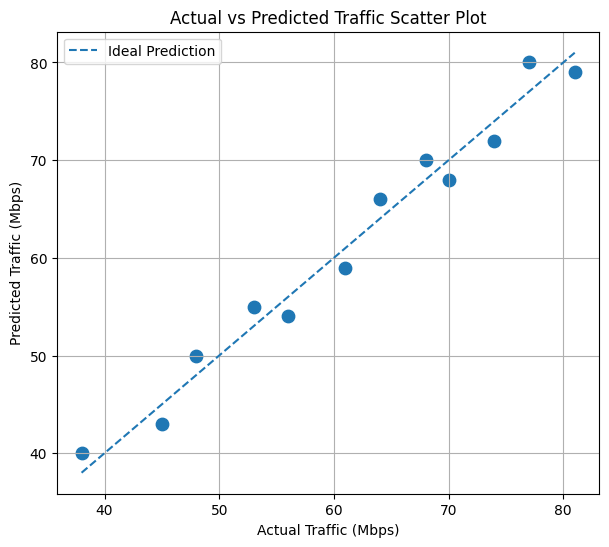 Actual vs Predicted Traffic Scatter Plot
Ideal Prediction
80
70
60
50
40
Predicted Traffic (Mbps)
40 50 60 70 80
Actual Traffic (Mbps)